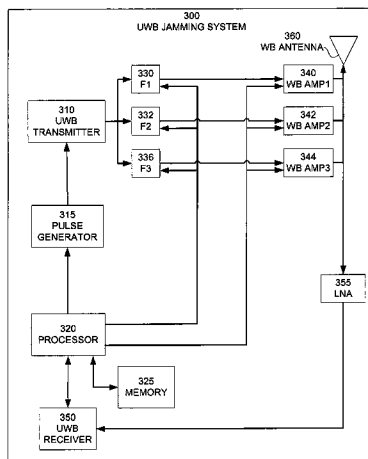 300
UWB JAMMING SYSTEM
360
WB ANTENNA
330
F1
340
WB AMP1
310
UWB
TRANSMITTER
332
F2
342
WB AMP2
336
F3
344
WB AMP3
315
PULSE
GENERATOR
355
LNA
320
PROCESSOR
325
MEMORY
350
UWB
RECEIVER